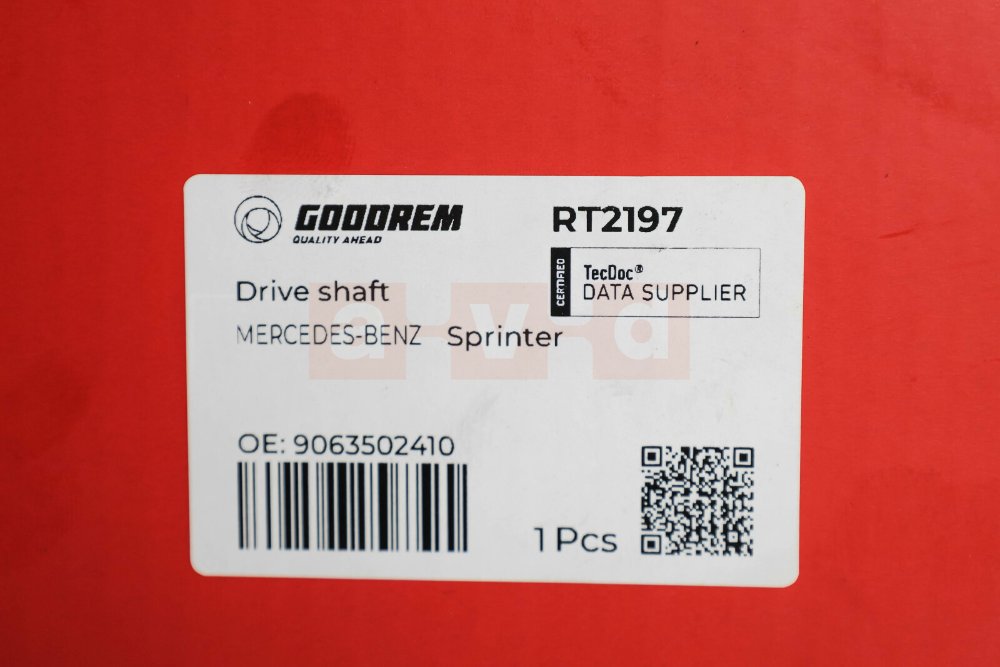 GOODREM
QUALITY AHEAD
RT2197
CERTIFIED
TecDoc®
DATA SUPPLIER
Drive shaft
MERCEDES-BENZ Sprinter
a-v-d
OE: 9063502410
1 Pcs